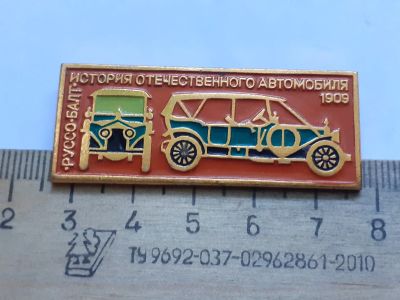 ИСТОРИЯ ОТЕЧЕСТВЕННОГО АВТОМОБИЛЯ
1909
·РУССО-БАЛТ·
2 3 4 5 6 7 8
ТУ 9692-037-02962861-2010